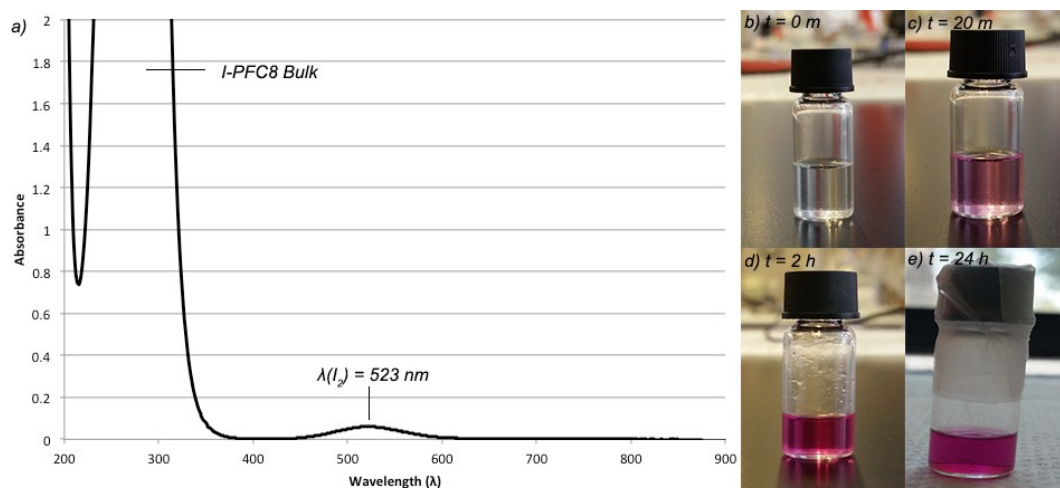 a)
2
1.8
1.6
1.4
1.2
1
0.8
0.6
0.4
0.2
0
Absorbance
I-PFC8 Bulk
λ(I₂) = 523 nm
200 300 400 500 600 700 800 900
Wavelength (λ)
b) t = 0 m
c) t = 20 m
d) t = 2 h
e) t = 24 h